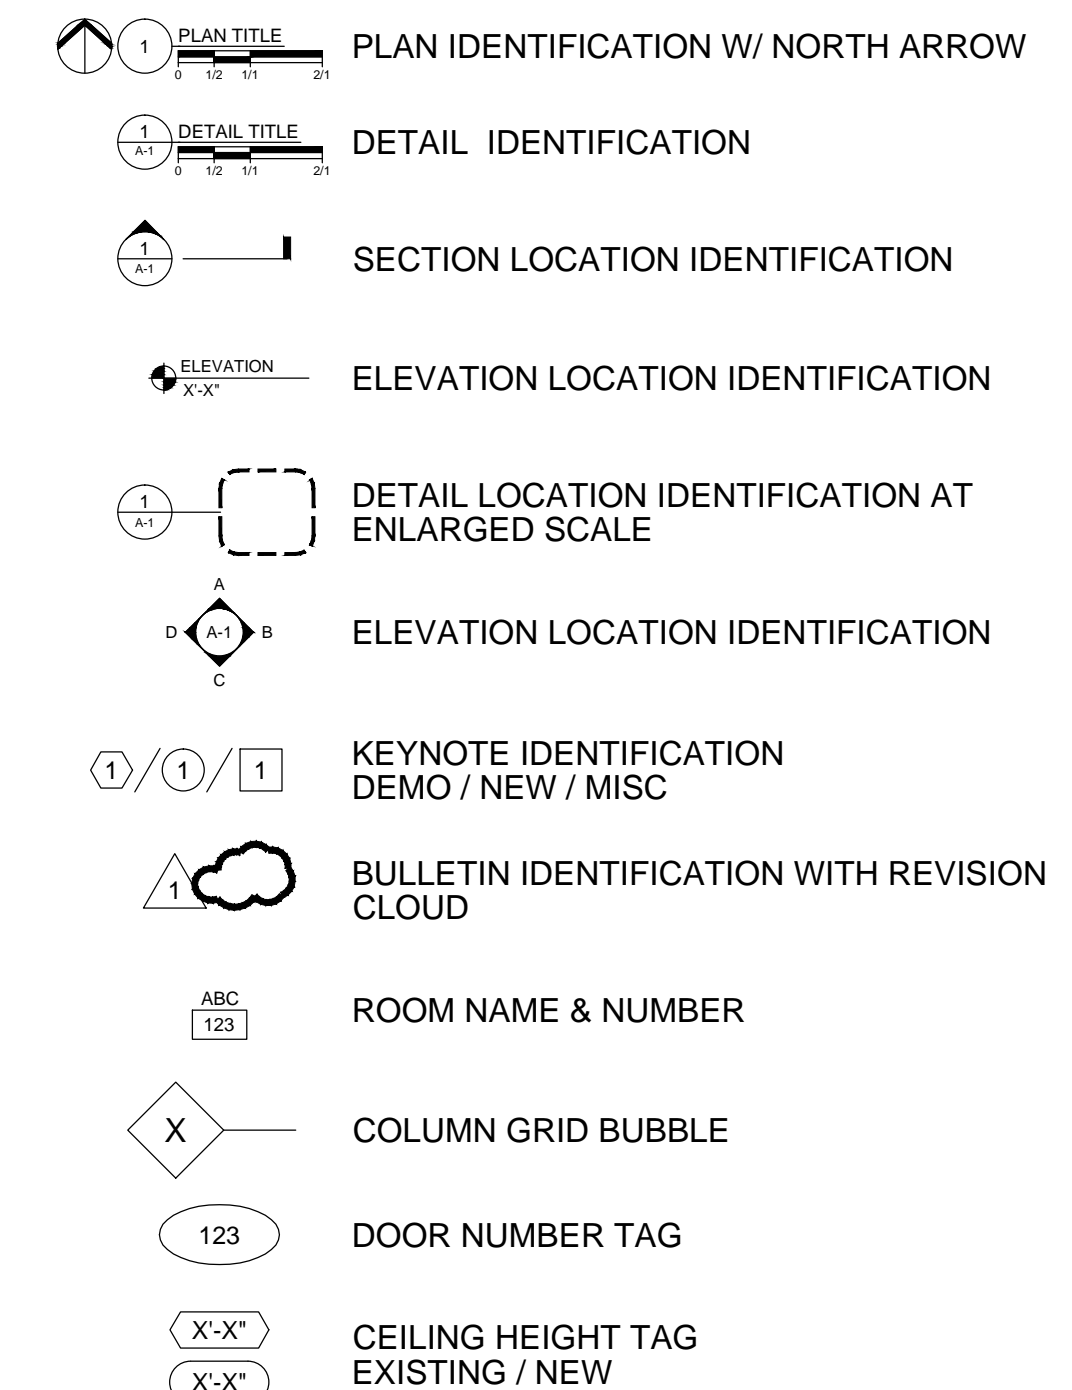 1 PLAN TITLE PLAN IDENTIFICATION W/ NORTH ARROW
0 1/2 1/1 2/1
1 DETAIL TITLE DETAIL IDENTIFICATION
A-1
0 1/2 1/1 2/1
1
A-1
SECTION LOCATION IDENTIFICATION
ELEVATION
X'-X"
ELEVATION LOCATION IDENTIFICATION
1
A-1
DETAIL LOCATION IDENTIFICATION AT
ENLARGED SCALE
A
D A-1 B
C
ELEVATION LOCATION IDENTIFICATION
1 / 1 / 1
KEYNOTE IDENTIFICATION
DEMO / NEW / MISC
1
BULLETIN IDENTIFICATION WITH REVISION
CLOUD
ABC
123
ROOM NAME & NUMBER
X COLUMN GRID BUBBLE
123 DOOR NUMBER TAG
X'-X"
X'-X"
CEILING HEIGHT TAG
EXISTING / NEW